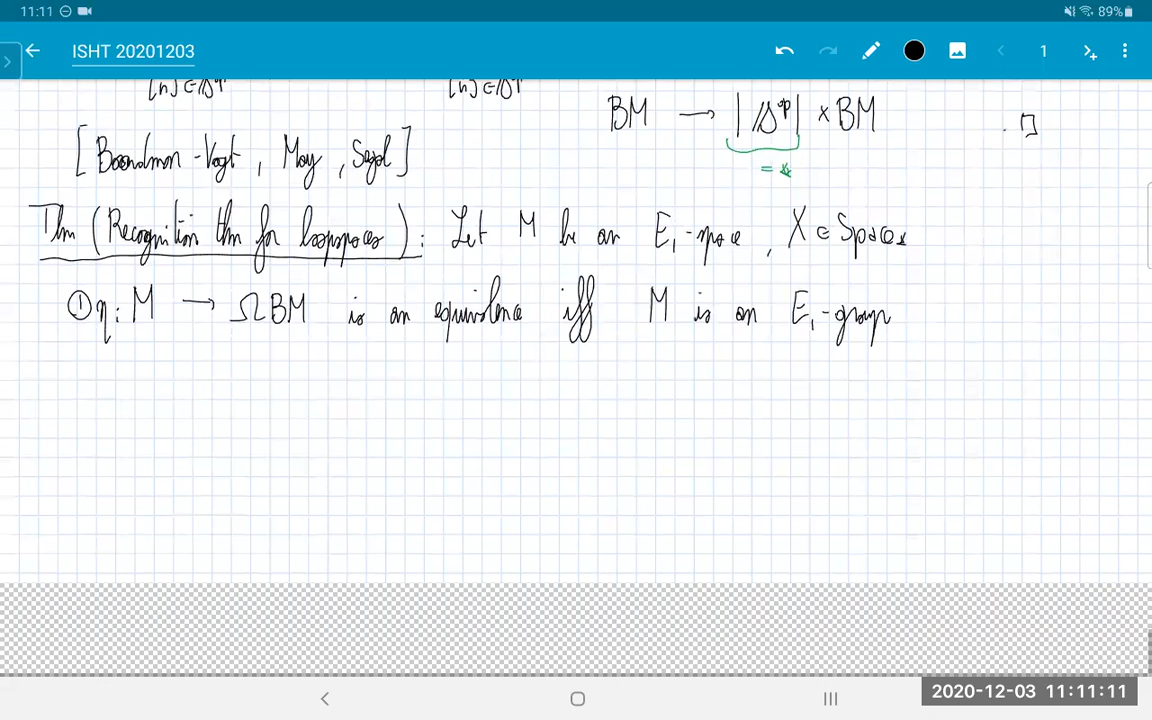 11:11 89%
ISHT 20201203 1
[n] ∈ Δ^op [n] ∈ Δ^op
BM → |Δ^op| × BM □
= *
[Boardman-Vogt, May, Segal]
Thm (Recognition thm for loopspaces): Let M be an E₁-space, X ∈ Spaces_*
① η: M → ΩBM is an equivalence iff M is an E₁-group
2020-12-03 11:11:11